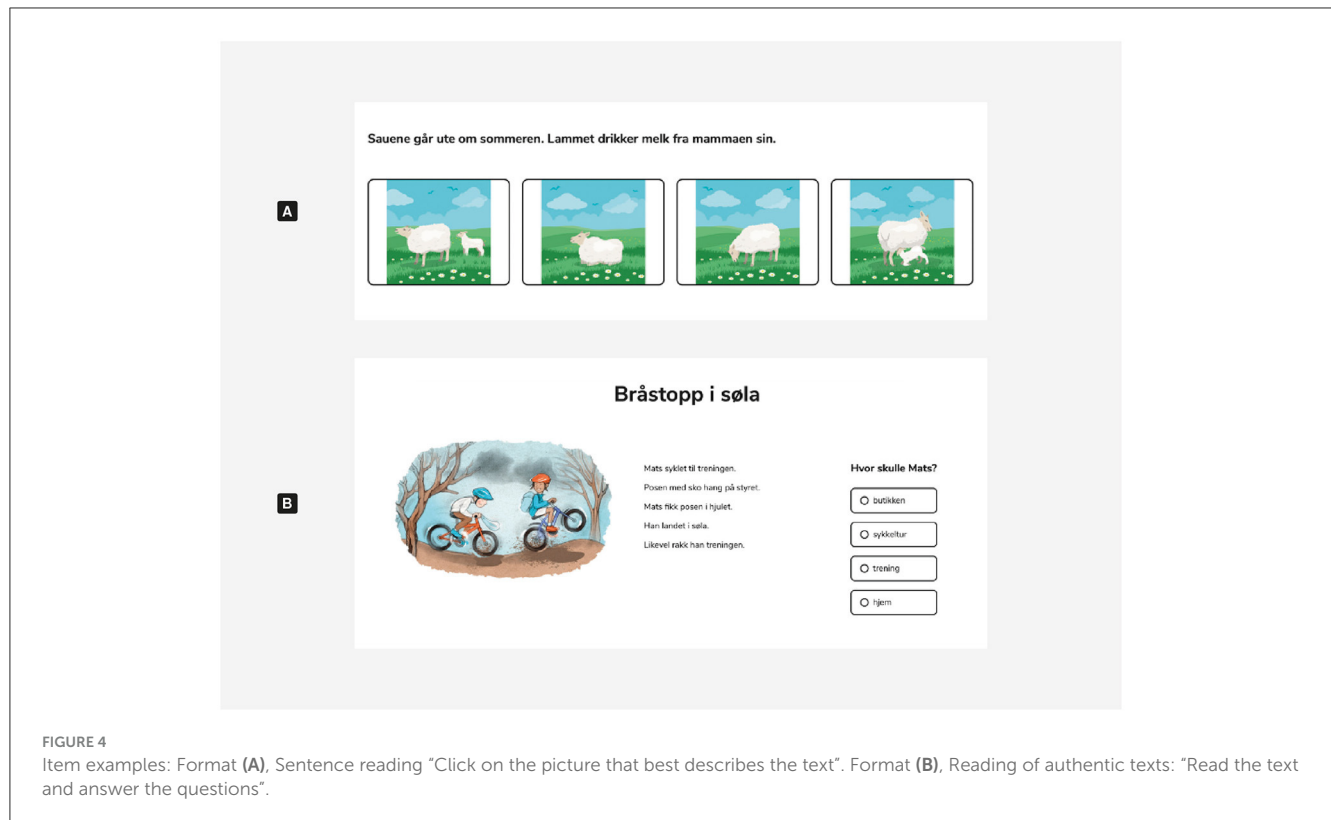 A
Sauene går ute om sommeren. Lammet drikker melk fra mammaen sin.
B
Bråstopp i søla
Mats syklet til treningen.
Posen med sko hang på styret.
Mats fikk posen i hjulet.
Han landet i søla.
Likevel rakk han treningen.
Hvor skulle Mats?
butikken
sykkeltur
trening
hjem
FIGURE 4
Item examples: Format (A), Sentence reading “Click on the picture that best describes the text”. Format (B), Reading of authentic texts: “Read the text
and answer the questions”.